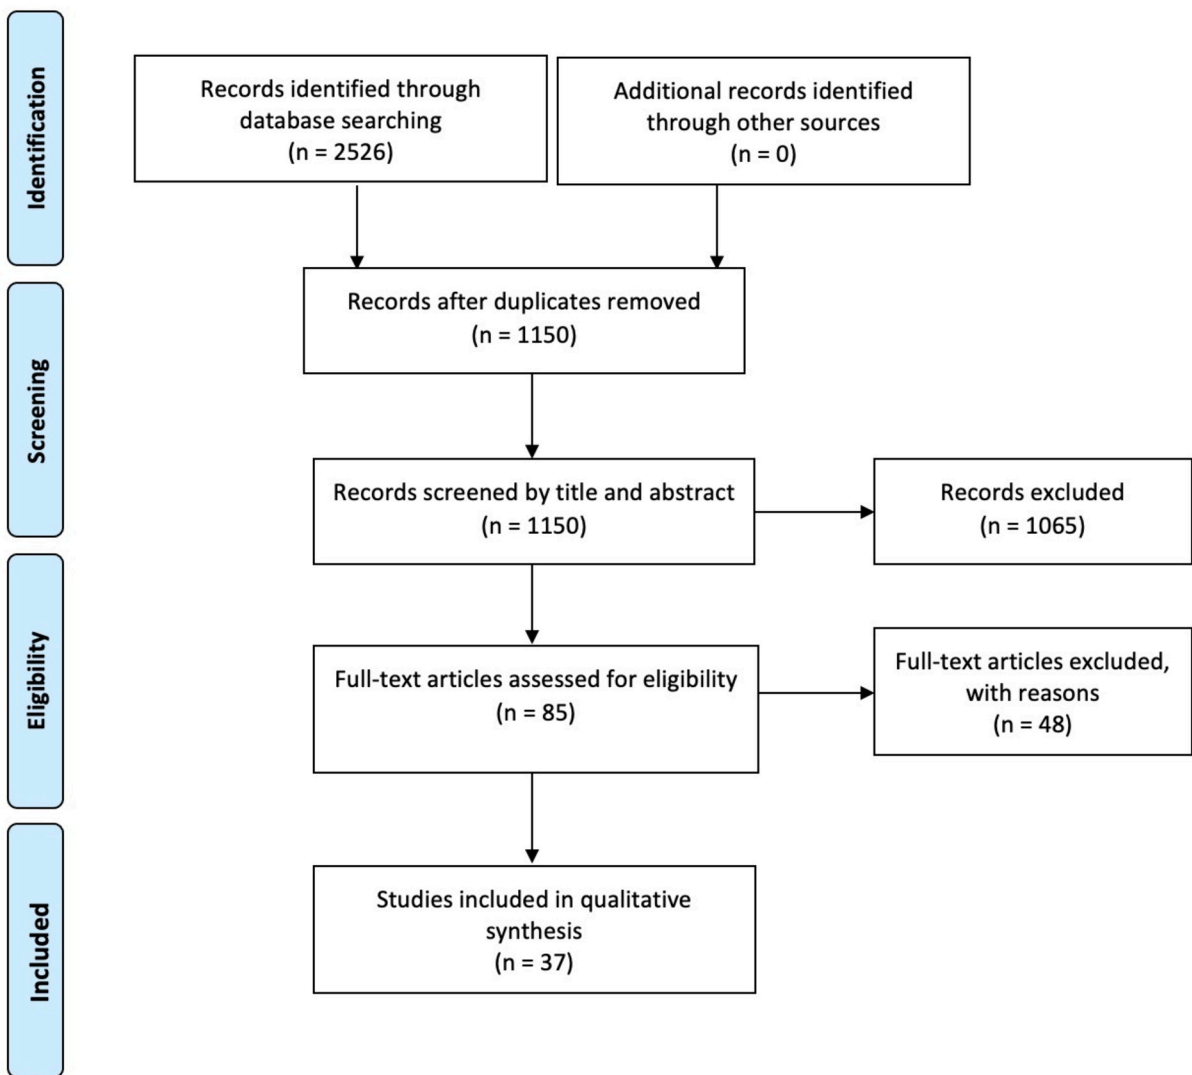 Identification
Records identified through
database searching
(n = 2526)
Additional records identified
through other sources
(n = 0)
Screening
Records after duplicates removed
(n = 1150)
Records screened by title and abstract
(n = 1150)
Records excluded
(n = 1065)
Eligibility
Full-text articles assessed for eligibility
(n = 85)
Full-text articles excluded,
with reasons
(n = 48)
Included
Studies included in qualitative
synthesis
(n = 37)